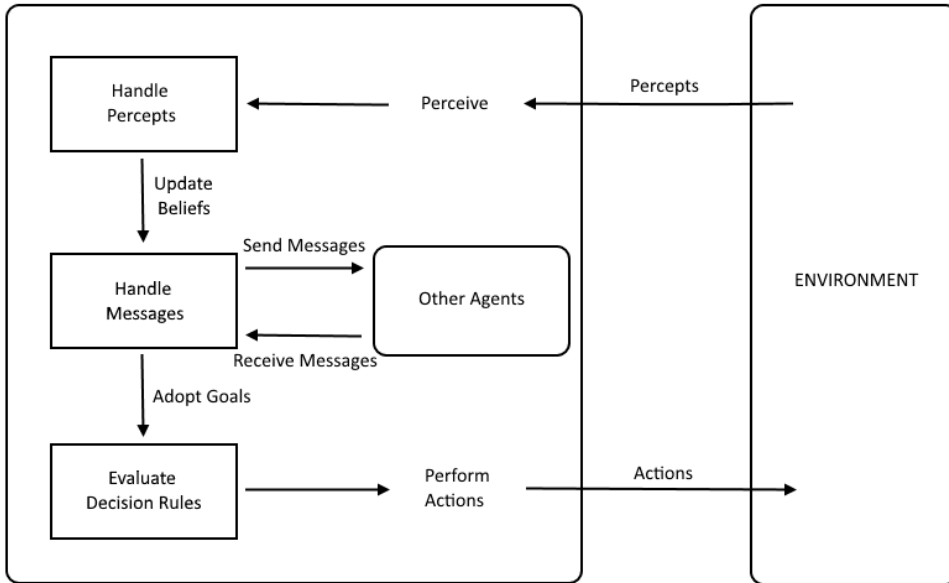 Handle
Percepts
Perceive
Percepts
Update
Beliefs
Send Messages
Handle
Messages
Other Agents
ENVIRONMENT
Receive Messages
Adopt Goals
Evaluate
Decision Rules
Perform
Actions
Actions